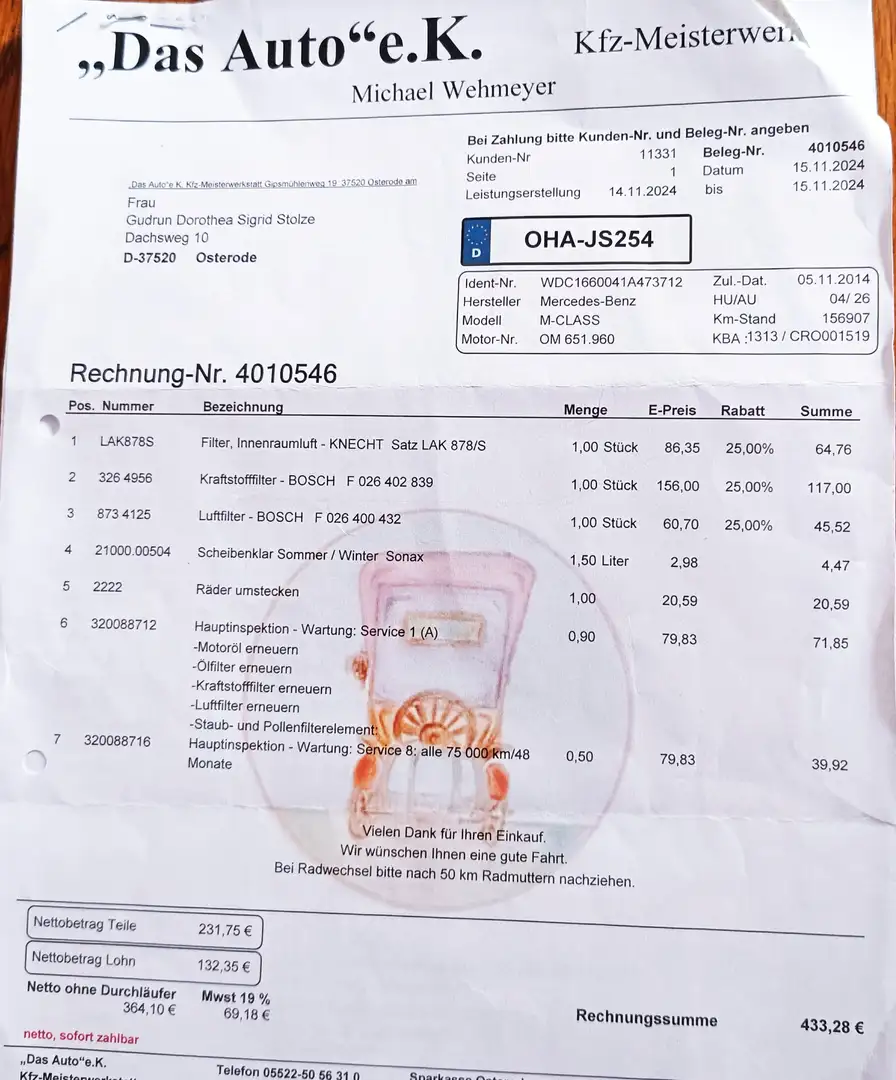 „Das Auto“e.K.
Kfz-Meisterwer
Michael Wehmeyer
Bei Zahlung bitte Kunden-Nr. und Beleg-Nr. angeben
Kunden-Nr 11331 Beleg-Nr. 4010546
Seite 1 Datum 15.11.2024
Leistungserstellung 14.11.2024 bis 15.11.2024
„Das Auto“e.K. Kfz-Meisterwerkstatt Gipsmühlenweg 19 37520 Osterode am
Frau
Gudrun Dorothea Sigrid Stolze
Dachsweg 10
D-37520 Osterode
D OHA-JS254
Ident-Nr. WDC1660041A473712 Zul.-Dat. 05.11.2014
Hersteller Mercedes-Benz HU/AU 04/ 26
Modell M-CLASS Km-Stand 156907
Motor-Nr. OM 651.960 KBA :1313 / CRO001519
Rechnung-Nr. 4010546
Pos. Nummer Bezeichnung Menge E-Preis Rabatt Summe
1 LAK878S Filter, Innenraumluft - KNECHT Satz LAK 878/S 1,00 Stück 86,35 25,00% 64,76
2 326 4956 Kraftstofffilter - BOSCH F 026 402 839 1,00 Stück 156,00 25,00% 117,00
3 873 4125 Luftfilter - BOSCH F 026 400 432 1,00 Stück 60,70 25,00% 45,52
4 21000.00504 Scheibenklar Sommer / Winter Sonax 1,50 Liter 2,98 4,47
5 2222 Räder umstecken 1,00 20,59 20,59
6 320088712 Hauptinspektion - Wartung: Service 1 (A) 0,90 79,83 71,85
-Motoröl erneuern
-Ölfilter erneuern
-Kraftstofffilter erneuern
-Luftfilter erneuern
-Staub- und Pollenfilterelement:
7 320088716 Hauptinspektion - Wartung: Service 8: alle 75 000 km/48 0,50 79,83 39,92
Monate
Vielen Dank für Ihren Einkauf.
Wir wünschen Ihnen eine gute Fahrt.
Bei Radwechsel bitte nach 50 km Radmuttern nachziehen.
Nettobetrag Teile 231,75 €
Nettobetrag Lohn 132,35 €
Netto ohne Durchläufer Mwst 19 %
364,10 € 69,18 €
Rechnungssumme 433,28 €
netto, sofort zahlbar
„Das Auto“e.K.
Telefon 05522-50 56 31 0